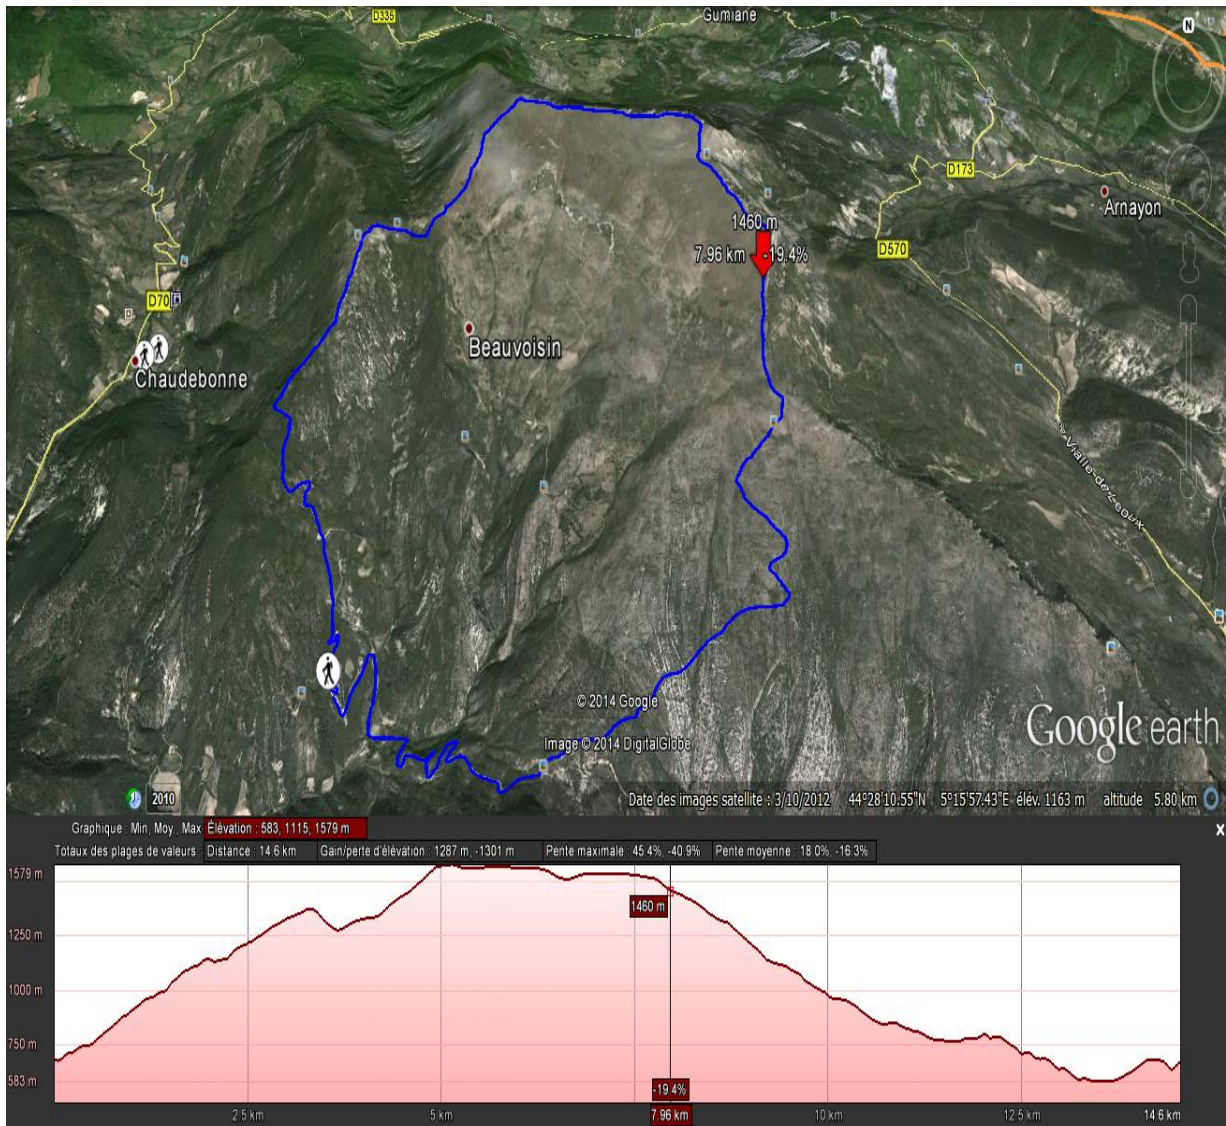 D335
Gumiane
N
D173
Arnayon
1460 m
7.96 km -19.4%
D570
D70
Beauvoisin
Chaudebonne
© 2014 Google
Google earth
Image © 2014 DigitalGlobe
2010
Date des images satellite : 3/10/2012 44°28'10.55"N 5°15'57.43"E élév. 1163 m altitude 5.80 km
Graphique : Min, Moy., Max Élévation : 583, 1115, 1579 m
X
Totaux des plages de valeurs : Distance : 14.6 km Gain/perte d'élévation : 1287 m, -1301 m Pente maximale : 45.4%, -40.9% Pente moyenne : 18.0%, -16.3%
1579 m
1460 m
1250 m
1000 m
750 m
583 m
-19.4%
2.5 km 5 km 7.96 km 10 km 12.5 km 14.6 km